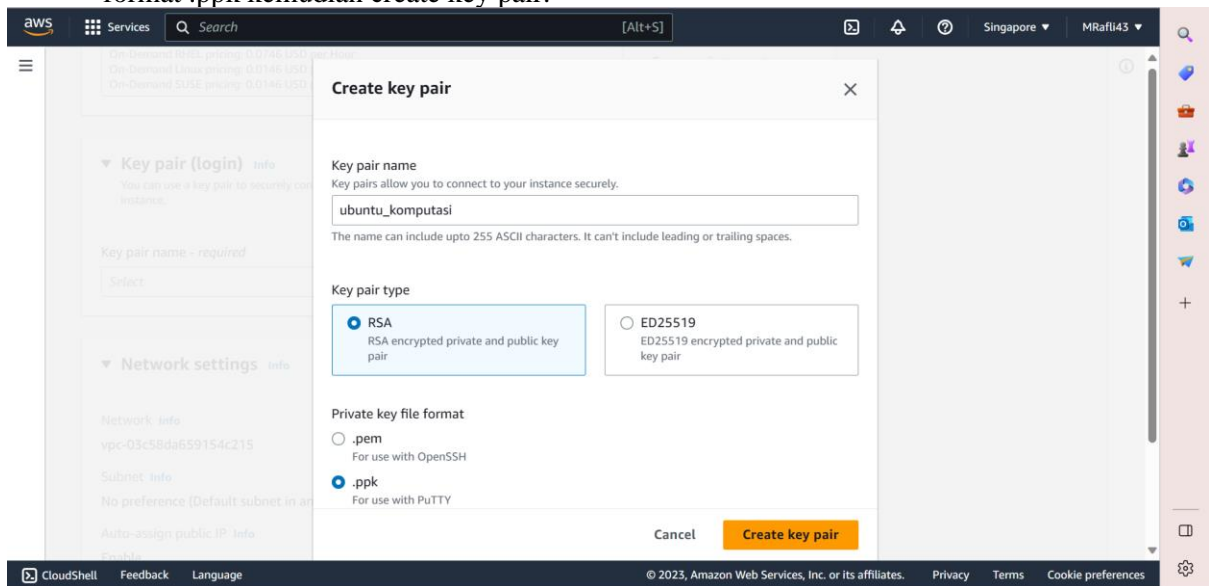 format .ppk kemudian create key pair.
aws Services Search [Alt+S] Singapore MRafli43
On-Demand RHEL pricing: 0.0746 USD per Hour
On-Demand Linux pricing: 0.0146 USD
On-Demand SUSE pricing: 0.0146 USD
Create key pair
Key pair (login) Info
You can use a key pair to securely con
instance.
Key pair name - required
Select
Key pair name
Key pairs allow you to connect to your instance securely.
ubuntu_komputasi
The name can include upto 255 ASCII characters. It can't include leading or trailing spaces.
Key pair type
RSA
RSA encrypted private and public key
pair
ED25519
ED25519 encrypted private and public
key pair
Network settings Info
Network Info
vpc-03c58da659154c215
Subnet Info
No preference (Default subnet in an
Auto-assign public IP Info
Enable
Private key file format
.pem
For use with OpenSSH
.ppk
For use with PuTTY
Cancel Create key pair
CloudShell Feedback Language © 2023, Amazon Web Services, Inc. or its affiliates. Privacy Terms Cookie preferences